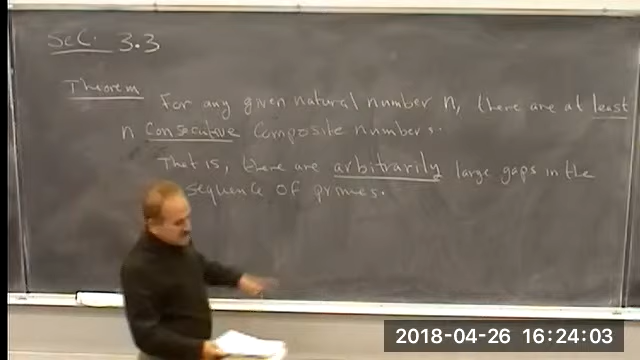 Sec. 3.3
Theorem For any given natural number n, there are at least
n consecutive composite numbers.
That is, there are arbitrarily large gaps in the
sequence of primes.
2018-04-26 16:24:03